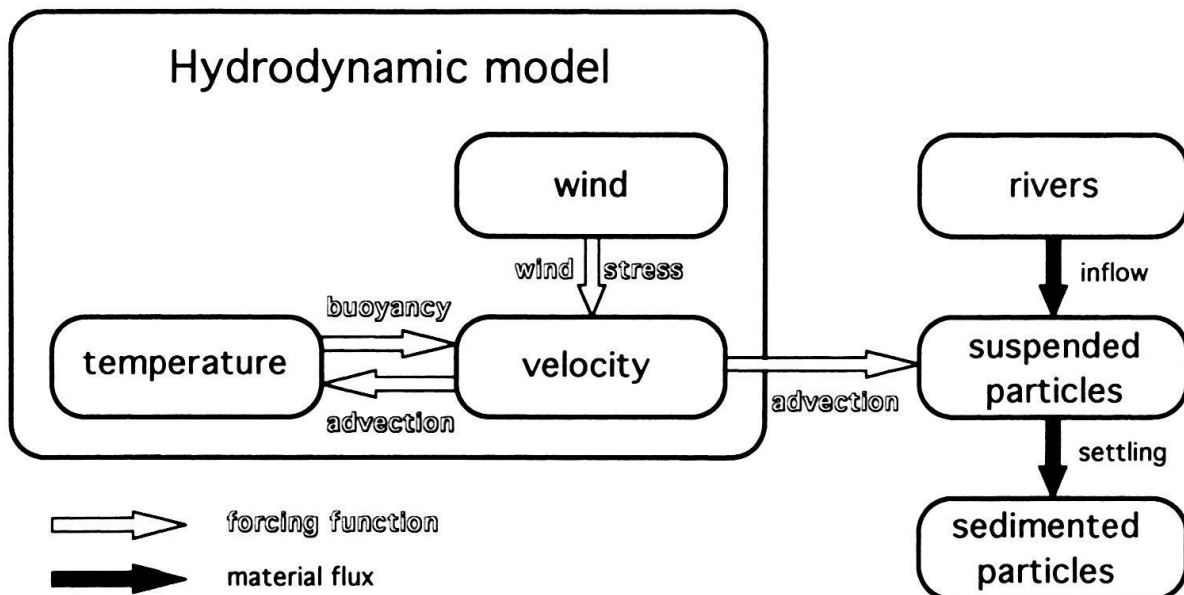 Hydrodynamic model
wind
rivers
wind stress
inflow
buoyancy
temperature
velocity
suspended
particles
advection
advection
settling
forcing function
sedimented
particles
material flux